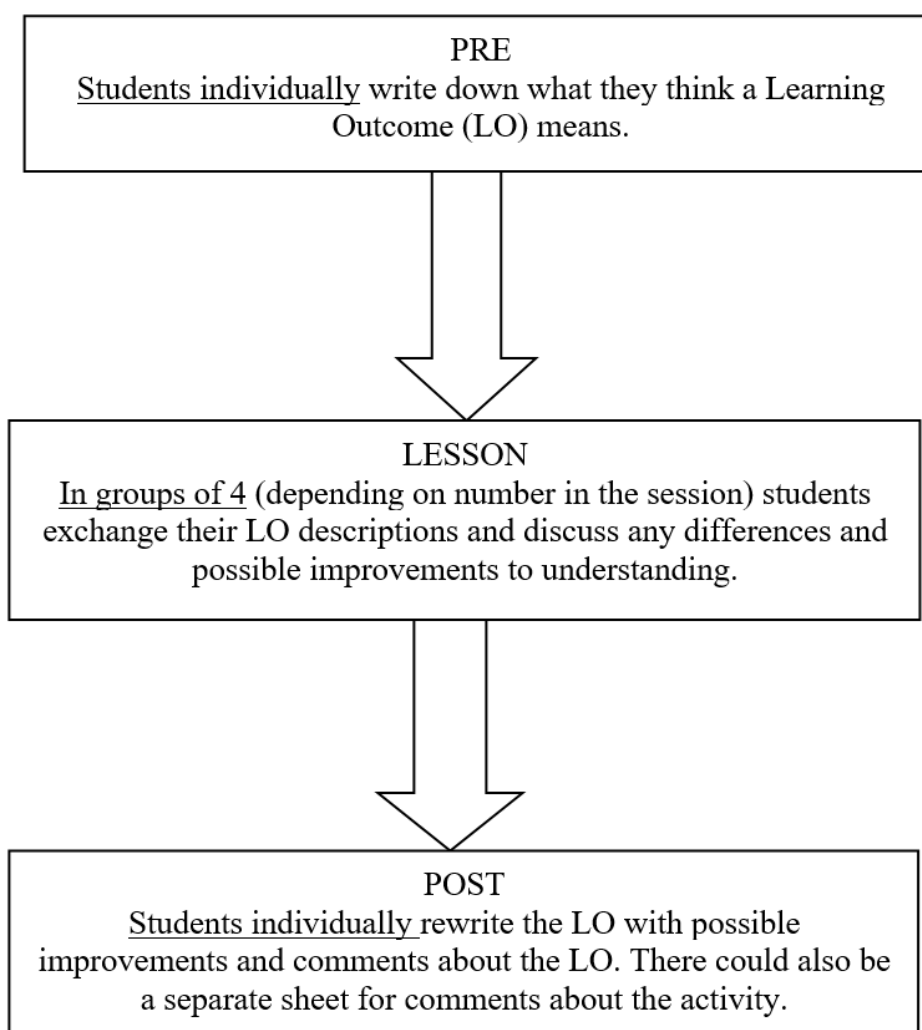 PRE
Students individually write down what they think a Learning
Outcome (LO) means.
LESSON
In groups of 4 (depending on number in the session) students
exchange their LO descriptions and discuss any differences and
possible improvements to understanding.
POST
Students individually rewrite the LO with possible
improvements and comments about the LO. There could also be
a separate sheet for comments about the activity.